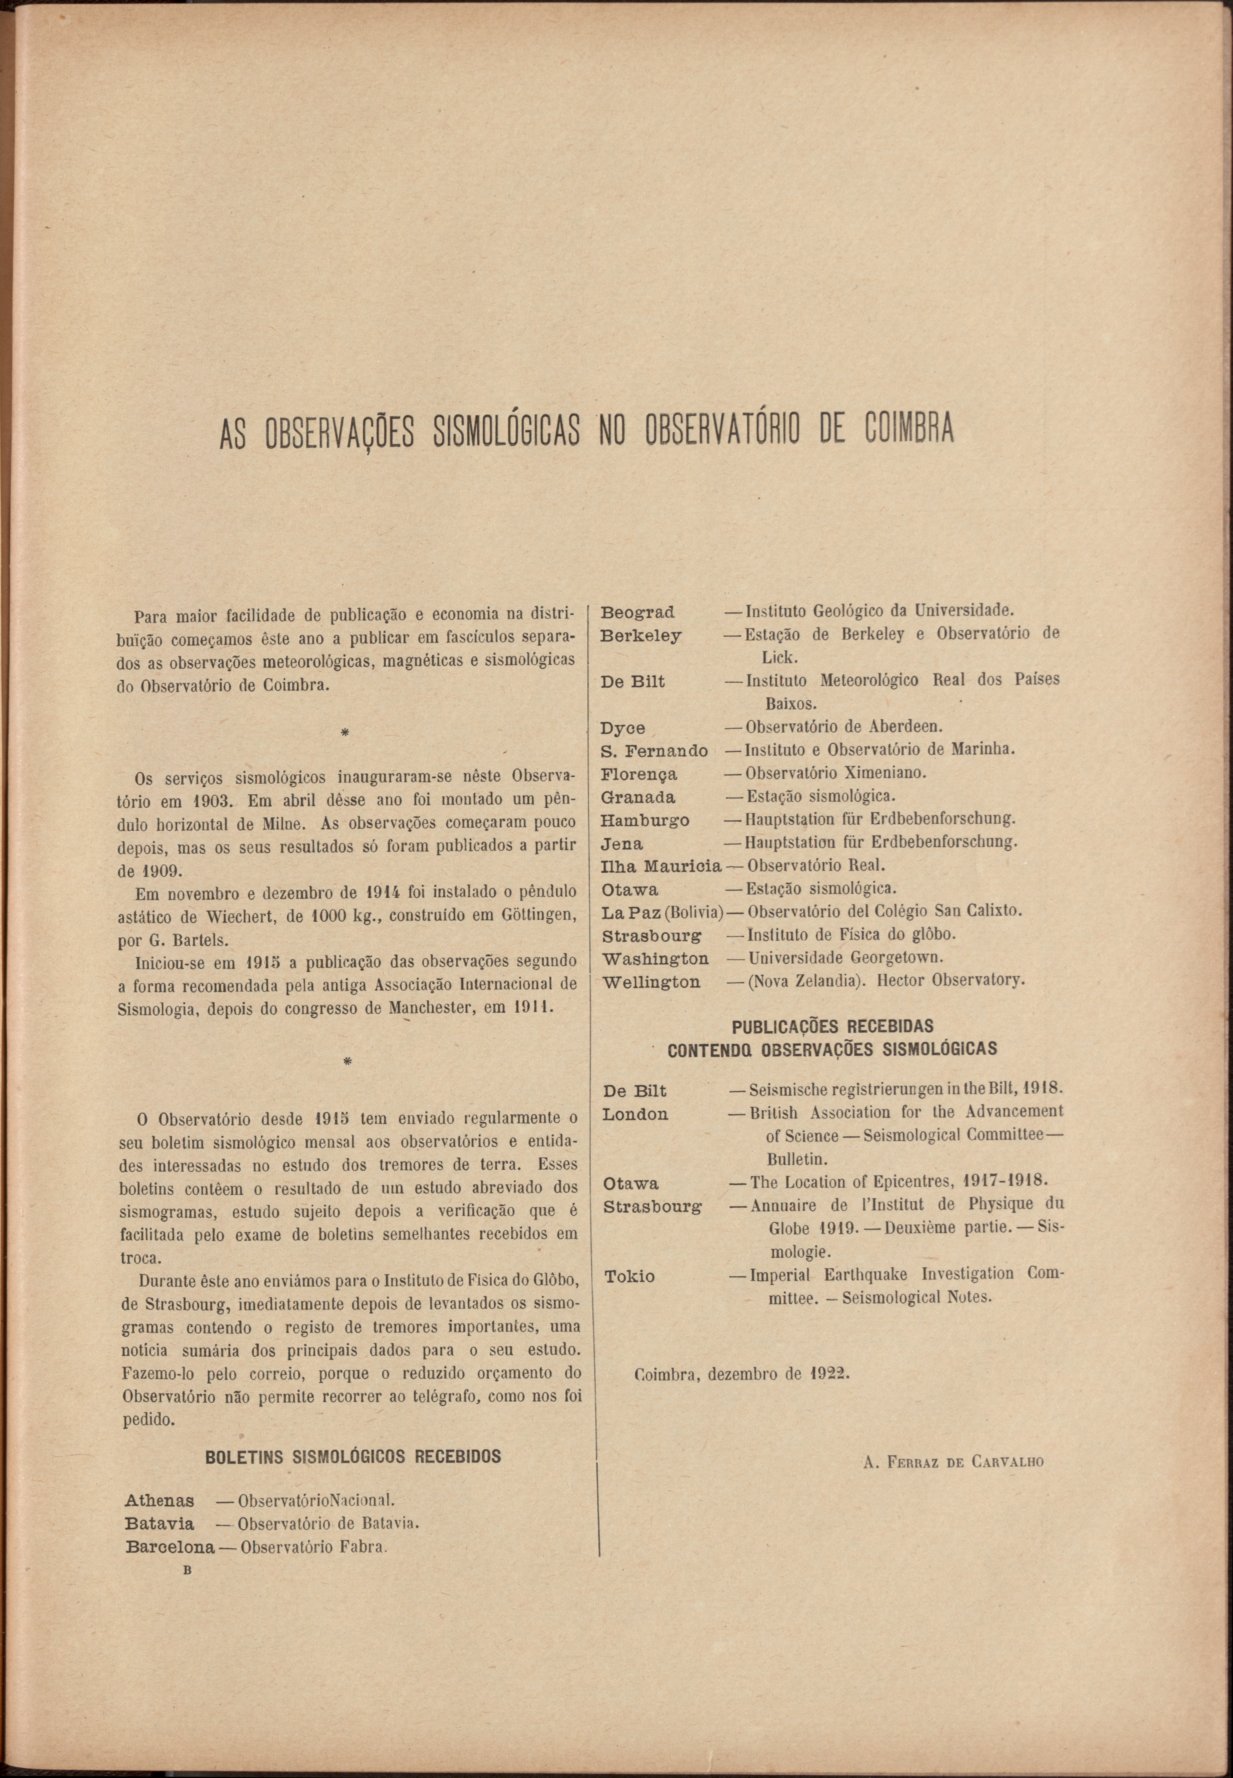 AS OBSERVAÇÕES SISMOLÓGICAS NO OBSERVATÓRIO DE COIMBRA
Para maior facilidade de publicação e economia na distri-
buïção começamos êste ano a publicar em fascículos separa-
dos as observações meteorológicas, magnéticas e sismológicas
do Observatório de Coimbra.
*
Os serviços sismológicos inauguraram-se nêste Observa-
tório em 1903. Em abril dêsse ano foi montado um pên-
dulo horizontal de Milne. As observações começaram pouco
depois, mas os seus resultados só foram publicados a partir
de 1909.
Em novembro e dezembro de 1914 foi instalado o pêndulo
astático de Wiechert, de 1000 kg., construído em Göttingen,
por G. Bartels.
Iniciou-se em 1915 a publicação das observações segundo
a forma recomendada pela antiga Associação Internacional de
Sismologia, depois do congresso de Manchester, em 1911.
*
O Observatório desde 1915 tem enviado regularmente o
seu boletim sismológico mensal aos observatórios e entida-
des interessadas no estudo dos tremores de terra. Esses
boletins contêem o resultado de um estudo abreviado dos
sismogramas, estudo sujeito depois a verificação que é
facilitada pelo exame de boletins semelhantes recebidos em
troca.
Durante êste ano enviámos para o Instituto de Física do Glôbo,
de Strasbourg, imediatamente depois de levantados os sismo-
gramas contendo o registo de tremores importantes, uma
notícia sumária dos principais dados para o seu estudo.
Fazemo-lo pelo correio, porque o reduzido orçamento do
Observatório não permite recorrer ao telégrafo, como nos foi
pedido.
BOLETINS SISMOLÓGICOS RECEBIDOS
Athenas — ObservatórioNacional.
Batavia — Observatório de Batavia.
Barcelona — Observatório Fabra.
B
Beograd — Instituto Geológico da Universidade.
Berkeley — Estação de Berkeley e Observatório de
Lick.
De Bilt — Instituto Meteorológico Real dos Países
Baixos.
Dyce — Observatório de Aberdeen.
S. Fernando — Instituto e Observatório de Marinha.
Florença — Observatório Ximeniano.
Granada — Estação sismológica.
Hamburgo — Hauptstation für Erdbebenforschung.
Jena — Hauptstation für Erdbebenforschung.
Ilha Mauricia — Observatório Real.
Otawa — Estação sismológica.
La Paz (Bolivia) — Observatório del Colégio San Calixto.
Strasbourg — Instituto de Física do glôbo.
Washington — Universidade Georgetown.
Wellington — (Nova Zelandia). Hector Observatory.
PUBLICAÇÕES RECEBIDAS
CONTENDO OBSERVAÇÕES SISMOLÓGICAS
De Bilt — Seismische registrierungen in the Bilt, 1918.
London — British Association for the Advancement
of Science — Seismological Committee —
Bulletin.
Otawa — The Location of Epicentres, 1917-1918.
Strasbourg — Annuaire de l'Institut de Physique du
Globe 1919. — Deuxième partie. — Sis-
mologie.
Tokio — Imperial Earthquake Investigation Com-
mittee. — Seismological Notes.
Coimbra, dezembro de 1922.
A. FERRAZ DE CARVALHO